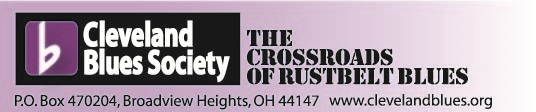 Cleveland
Blues Society
THE
CROSSROADS
OF RUSTBELT BLUES
P.O. Box 470204, Broadview Heights, OH 44147 www.clevelandblues.org